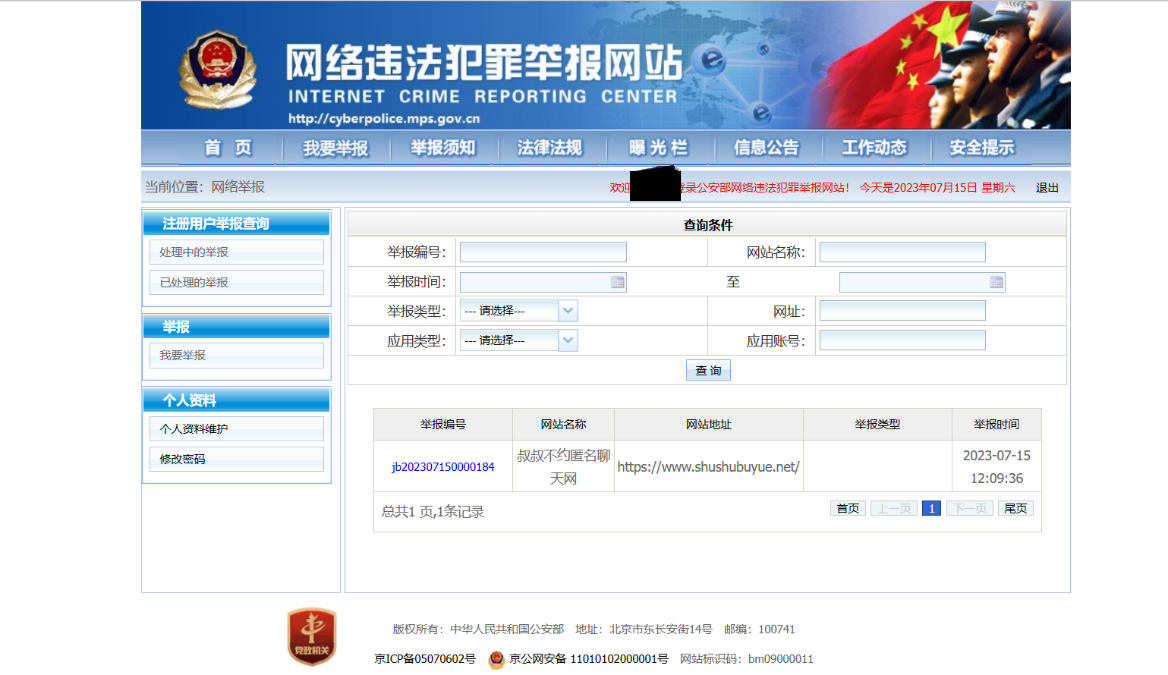 网络违法犯罪举报网站
INTERNET CRIME REPORTING CENTER
http://cyberpolice.mps.gov.cn
首 页 我要举报 举报须知 法律法规 曝光栏 信息公告 工作动态 安全提示
当前位置：网络举报 欢迎 登录公安部网络违法犯罪举报网站！ 今天是2023年07月15日 星期六 退出
注册用户举报查询
处理中的举报
已处理的举报
举报
我要举报
个人资料
个人资料维护
修改密码
查询条件
举报编号： 网站名称：
举报时间： 至
举报类型： --- 请选择--- 网址：
应用类型： --- 请选择--- 应用账号：
查 询
举报编号 网站名称 网站地址 举报类型 举报时间
jb202307150000184 叔叔不约匿名聊天网 https://www.shushubuyue.net/ 2023-07-15 12:09:36
总共1 页,1条记录 首页 上一页 1 下一页 尾页
党政机关
版权所有：中华人民共和国公安部 地址：北京市东长安街14号 邮编：100741
京ICP备05070602号 京公网安备 11010102000001号 网站标识码：bm09000011